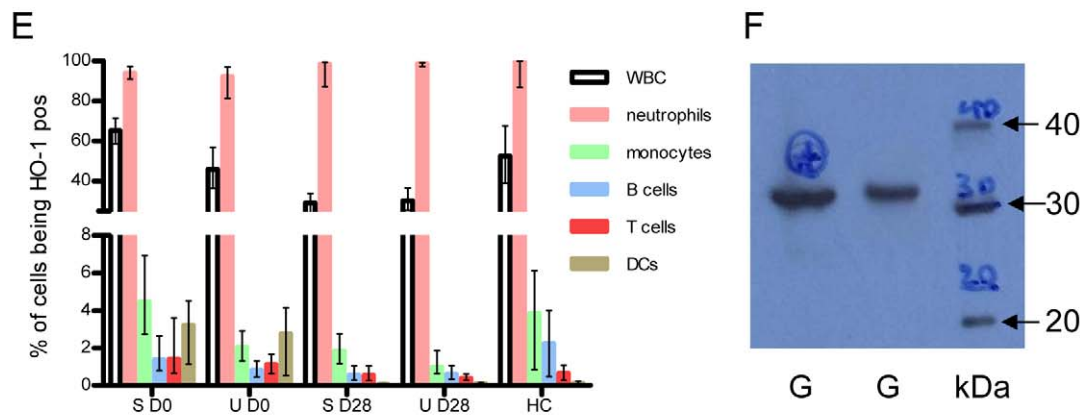 E
% of cells being HO-1 pos
100
80
60
40
8
6
4
2
0
S D0 U D0 S D28 U D28 HC
WBC
neutrophils
monocytes
B cells
T cells
DCs
F
+
40
30
20
40
30
20
G G kDa